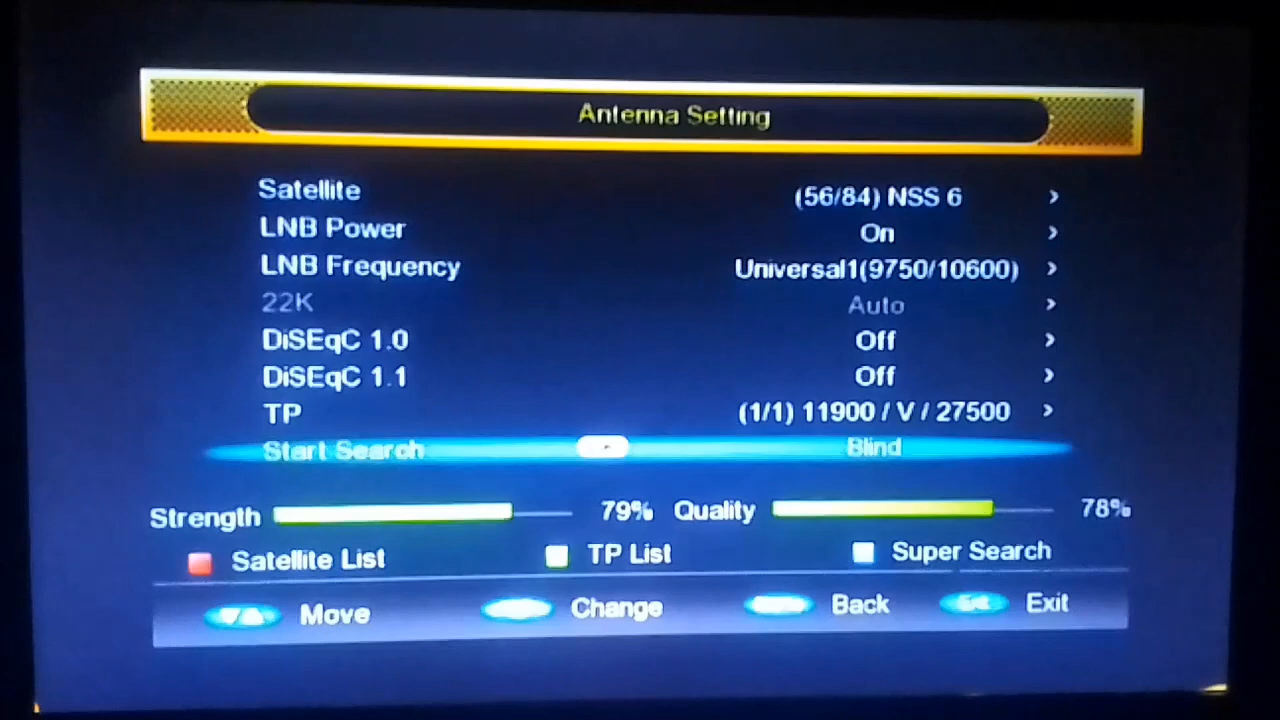 Antenna Setting
Satellite (56/84) NSS 6 >
LNB Power On >
LNB Frequency Universal1(9750/10600) >
22K Auto >
DiSEqC 1.0 Off >
DiSEqC 1.1 Off >
TP (1/1) 11900 / V / 27500 >
Start Search Blind
Strength 79% Quality 78%
Satellite List TP List Super Search
Move Change Back Exit